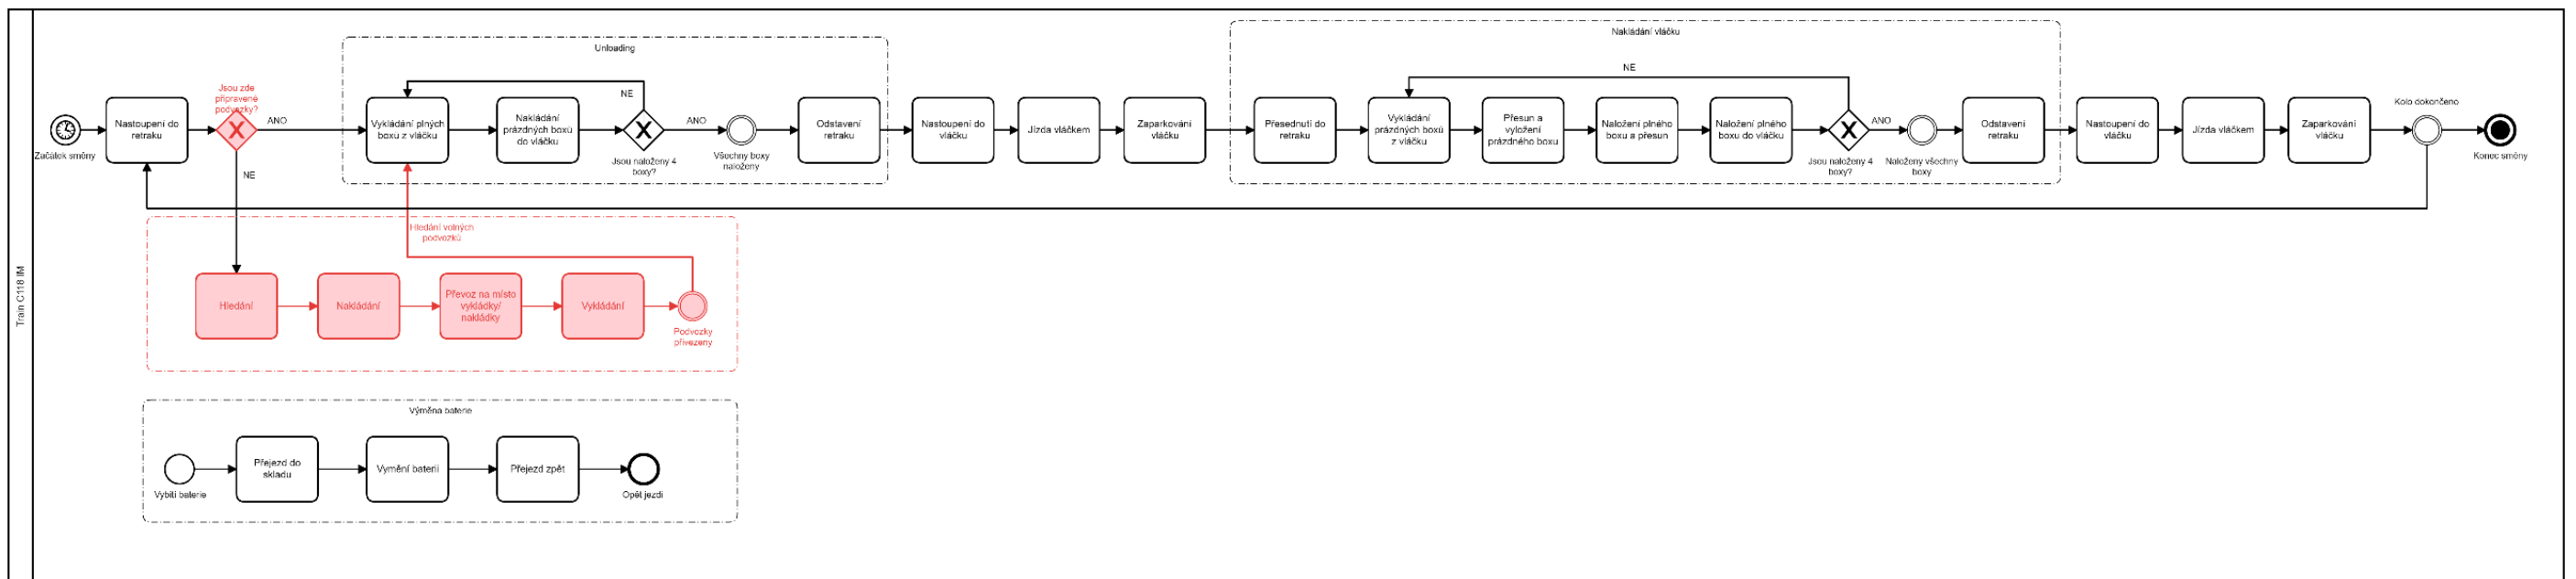 Train C118 IM
Začátek směny
Nastoupení do
retraku
Jsou zde
připravené
podvozky?
ANO
NE
Unloading
Vykládání plných
boxu z vláčku
Nakládání
prázdných boxů
do vláčku
NE
Jsou naloženy 4
boxy?
ANO
Všechny boxy
naloženy
Odstavení
retraku
Nastoupení do
vláčku
Jízda vláčkem
Zaparkování
vláčku
Nakládání vláčku
Přesednutí do
retraku
Vykládání
prázdných boxů
z vláčku
Přesun a
vyložení
prázdného boxu
Naložení plného
boxu a přesun
Naložení plného
boxu do vláčku
NE
Jsou naloženy 4
boxy?
ANO
Naloženy všechny
boxy
Odstavení
retraku
Nastoupení do
vláčku
Jízda vláčkem
Zaparkování
vláčku
Kolo dokončeno
Konec směny
Hledání volných
podvozků
Hledání
Nakládání
Převoz na místo
vykládky/
nakládky
Vykládání
Podvozky
přivezeny
Výměna baterie
Vybití baterie
Přejezd do
skladu
Vymění baterii
Přejezd zpět
Opět jezdí